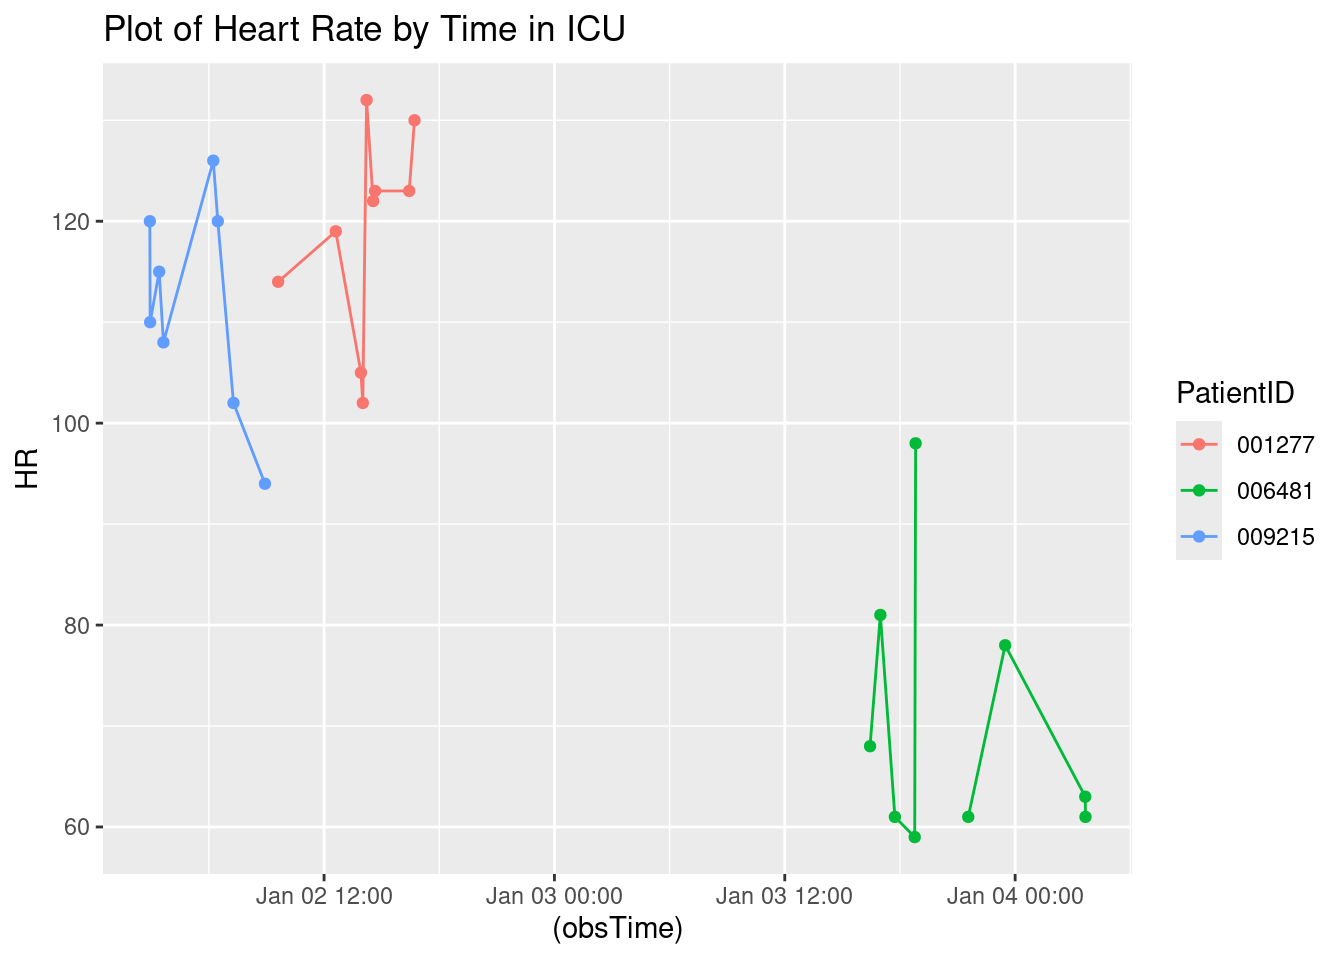 Plot of Heart Rate by Time in ICU
120
100
80
60
HR
Jan 02 12:00
Jan 03 00:00
Jan 03 12:00
Jan 04 00:00
(obsTime)
PatientID
001277
006481
009215